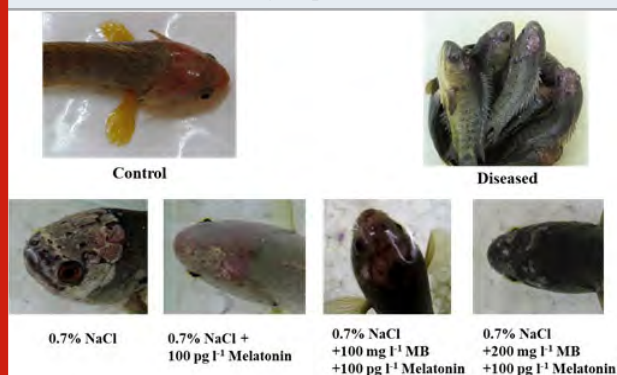 Control
Diseased
0.7% NaCl
0.7% NaCl +
100 pg l⁻¹ Melatonin
0.7% NaCl
+100 mg l⁻¹ MB
+100 pg l⁻¹ Melatonin
0.7% NaCl
+200 mg l⁻¹ MB
+100 pg l⁻¹ Melatonin